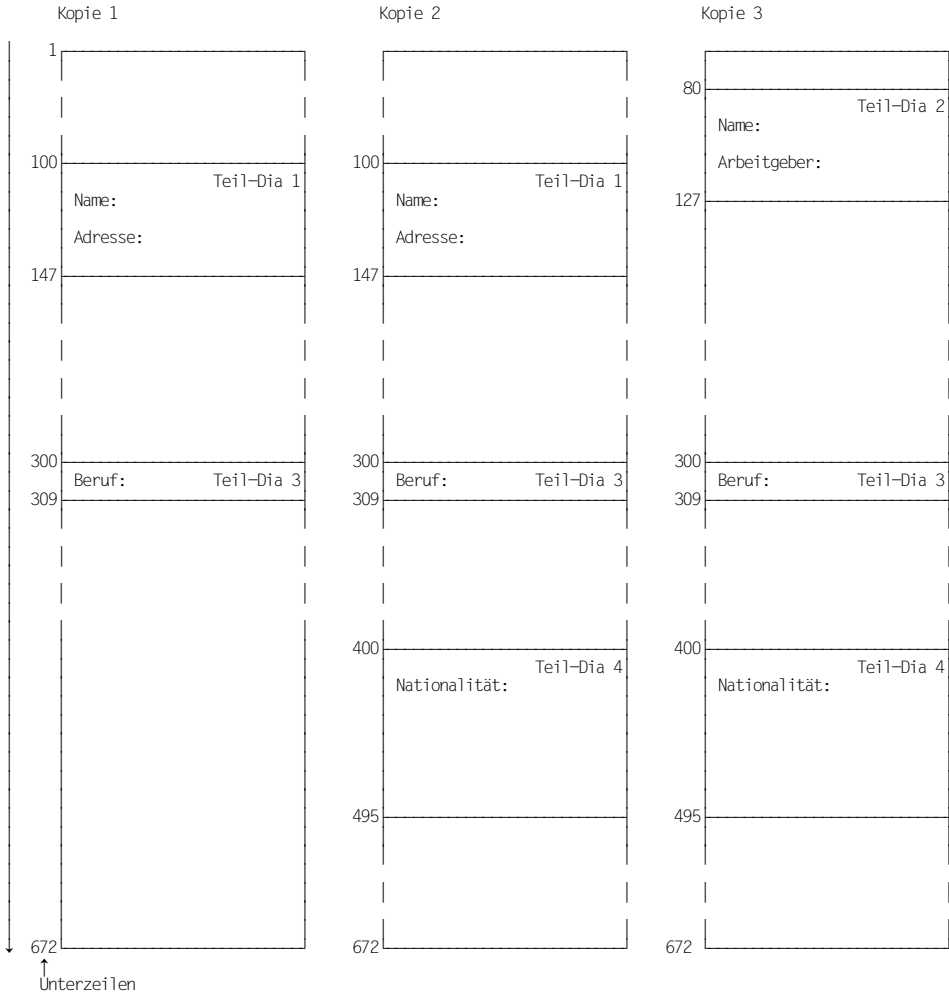 Kopie 1 Kopie 2 Kopie 3
1
80
Teil-Dia 2
Name:
100 100
Arbeitgeber:
Teil-Dia 1 Teil-Dia 1
Name: Name:
127
Adresse: Adresse:
147 147
300 300 300
Beruf: Teil-Dia 3 Beruf: Teil-Dia 3 Beruf: Teil-Dia 3
309 309 309
400 400
Teil-Dia 4 Teil-Dia 4
Nationalität: Nationalität:
495 495
672 672 672
Unterzeilen